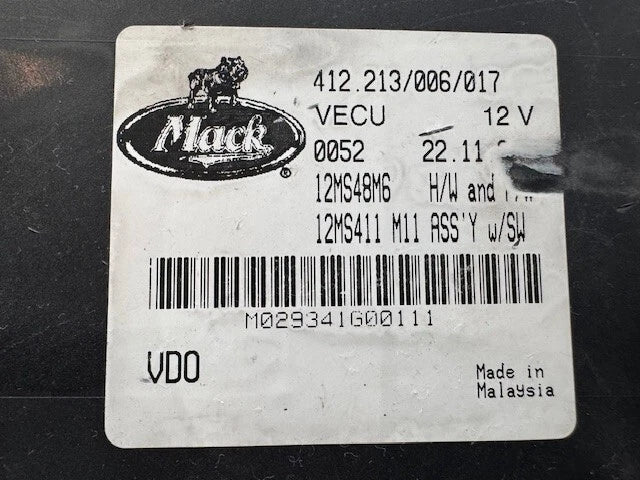 Mack ®
412.213/006/017
VECU 12 V
0052 22.11
12MS48M6 H/W and
12MS411 M11 ASS'Y w/SW
M029341G00111
VDO
Made in
Malaysia